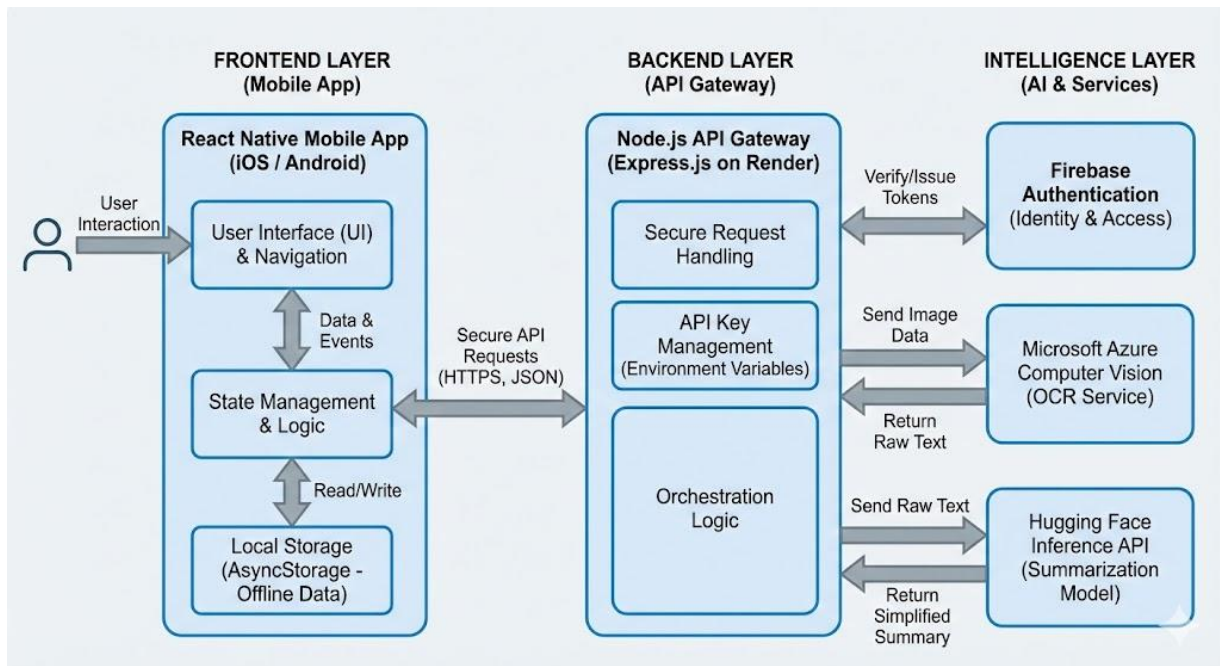 FRONTEND LAYER
(Mobile App)
React Native Mobile App
(iOS / Android)
User
Interaction
User Interface (UI)
& Navigation
Data &
Events
State Management
& Logic
Read/Write
Local Storage
(AsyncStorage -
Offline Data)
Secure API
Requests
(HTTPS, JSON)
BACKEND LAYER
(API Gateway)
Node.js API Gateway
(Express.js on Render)
Secure Request
Handling
API Key
Management
(Environment Variables)
Orchestration
Logic
Verify/Issue
Tokens
Send Image
Data
Return
Raw Text
Send Raw Text
Return
Simplified
Summary
INTELLIGENCE LAYER
(AI & Services)
Firebase
Authentication
(Identity & Access)
Microsoft Azure
Computer Vision
(OCR Service)
Hugging Face
Inference API
(Summarization
Model)